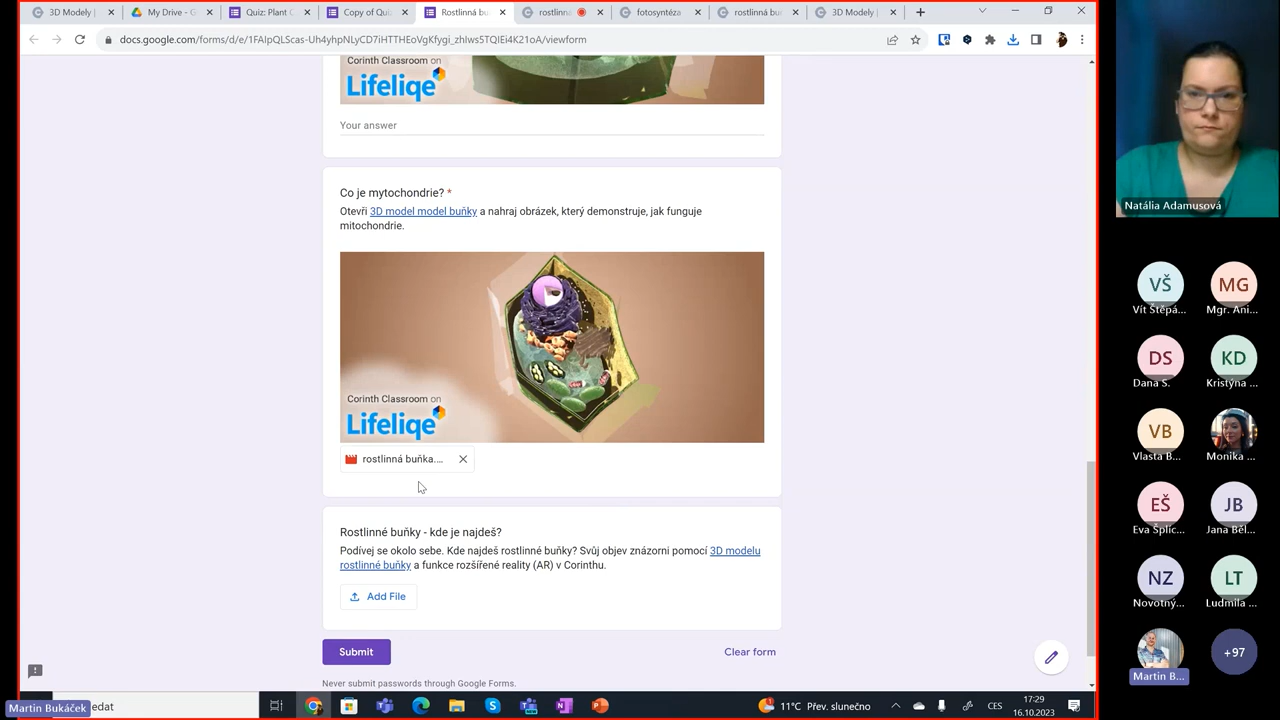 3D Modely |
My Drive - G
Quiz: Plant C
Copy of Quiz
Rostlinná bu
rostlinn
fotosyntéza
rostlinná bu
3D Modely |
docs.google.com/forms/d/e/1FAIpQLScas-Uh4yhpNLyCD7iHTTHEoVgKfygi_zhlws5TQIEi4K21oA/viewform
Corinth Classroom on
Lifeliqe
Your answer
Co je mytochondrie? *
Otevři 3D model model buňky a nahraj obrázek, který demonstruje, jak funguje
mitochondrie.
Corinth Classroom on
Lifeliqe
rostlinná buňka....
Rostlinné buňky - kde je najdeš?
Podívej se okolo sebe. Kde najdeš rostlinné buňky? Svůj objev znázorni pomocí 3D modelu
rostlinné buňky a funkce rozšířené reality (AR) v Corinthu.
Add File
Submit
Clear form
Never submit passwords through Google Forms.
Martin Bukáček
edat
11°C Přev. slunečno
CES
17:29
16.10.2023
Natália Adamusová
VŠ
Vít Štěpá...
MG
Mgr. Ani...
DS
Dana S.
KD
Kristýna ...
VB
Vlasta B...
Monika ...
EŠ
Eva Šplíc...
JB
Jana Běl...
NZ
Novotný...
LT
Ludmila ...
Martin B...
+97